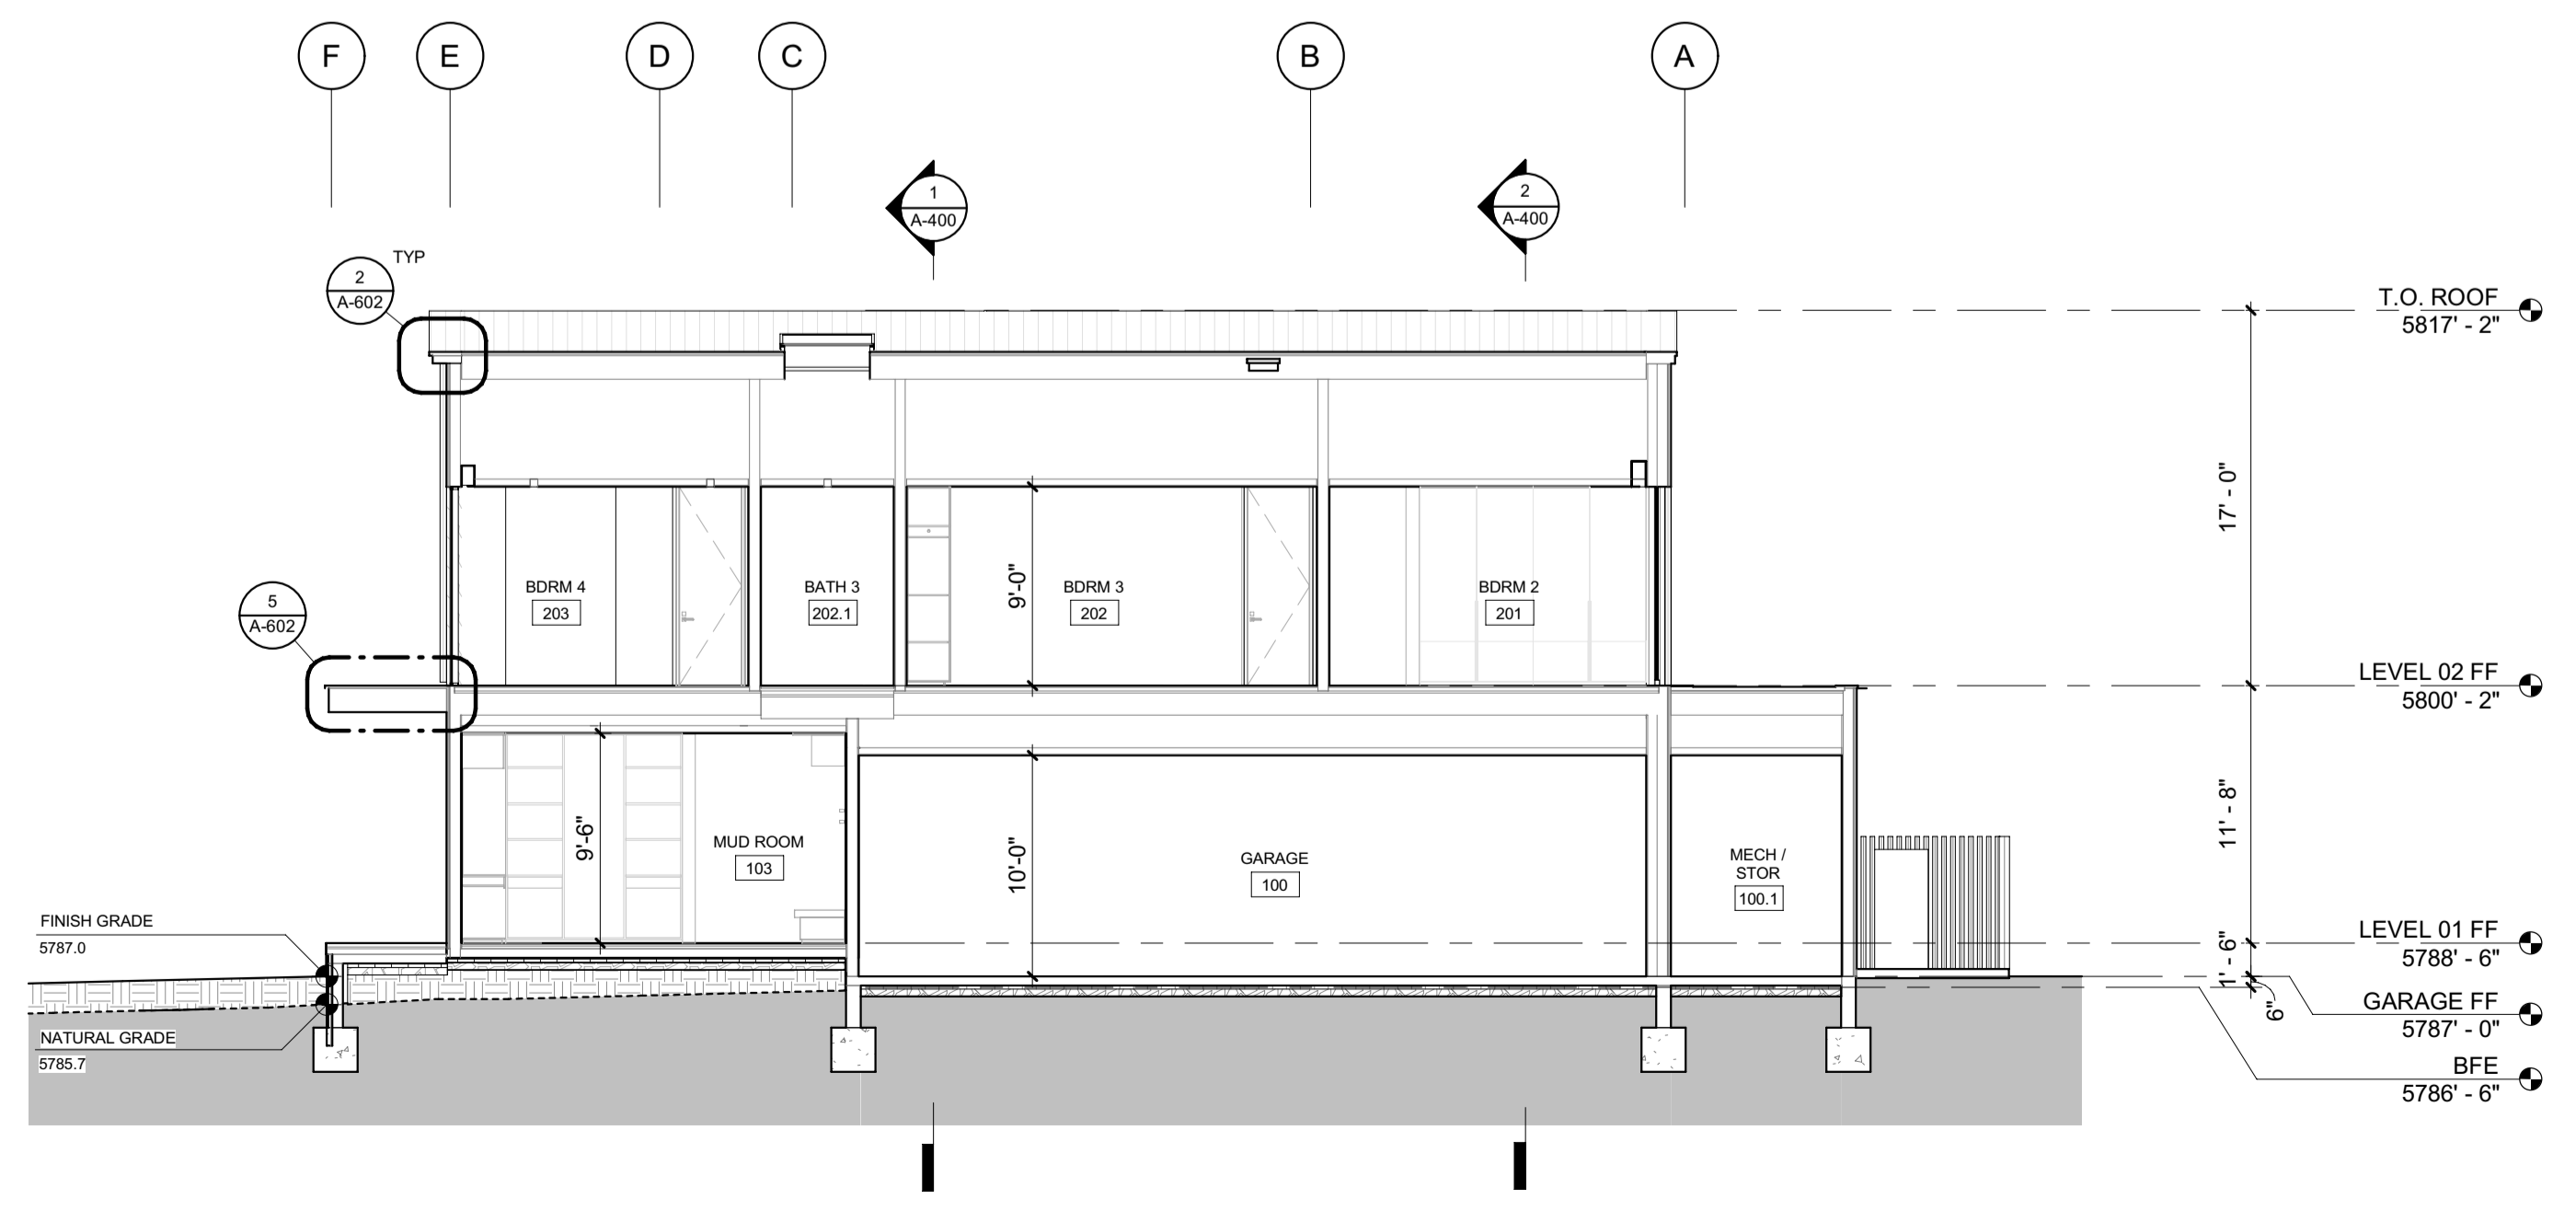 F
E
D
C
B
A
1
A-400
2
A-400
2
A-602
TYP
T.O. ROOF
5817' - 2"
17' - 0"
BDRM 4
203
BATH 3
202.1
9'-0"
BDRM 3
202
BDRM 2
201
5
A-602
LEVEL 02 FF
5800' - 2"
11' - 8"
9'-6"
MUD ROOM
103
10'-0"
GARAGE
100
MECH /
STOR
100.1
FINISH GRADE
5787.0
LEVEL 01 FF
5788' - 6"
1' - 6"
6"
GARAGE FF
5787' - 0"
NATURAL GRADE
5785.7
BFE
5786' - 6"